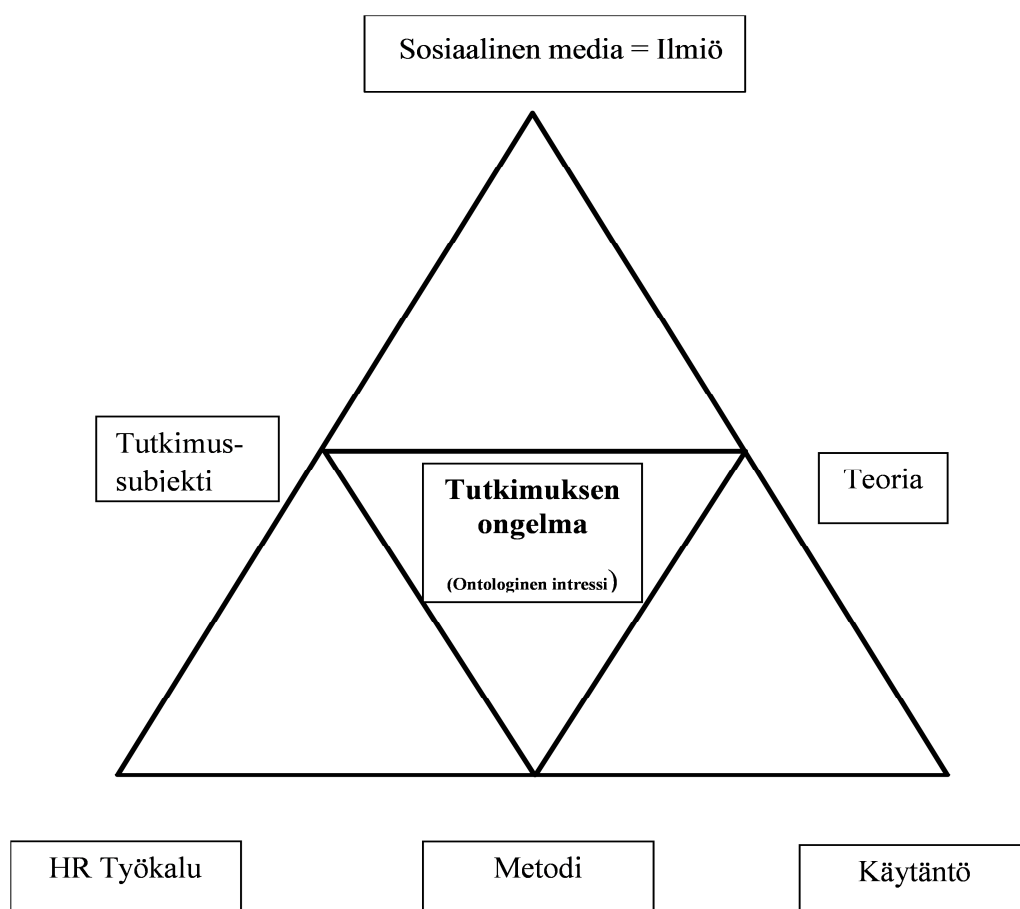 Sosiaalinen media = Ilmiö
Tutkimus-
subjekti
Teoria
Tutkimuksen
ongelma
(Ontologinen intressi)
HR Työkalu
Metodi
Käytäntö